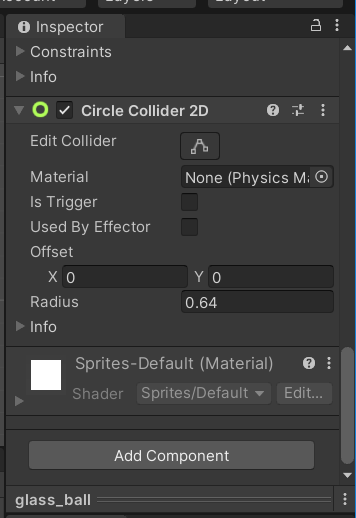 Layout
Inspector
Constraints
Info
Circle Collider 2D
Edit Collider
Material None (Physics Ma
Is Trigger
Used By Effector
Offset
X 0 Y 0
Radius 0.64
Info
Sprites-Default (Material)
Shader Sprites/Default Edit...
Add Component
glass_ball